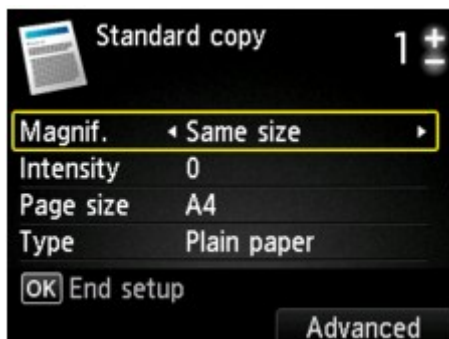 Standard copy 1
Magnif. Same size
Intensity 0
Page size A4
Type Plain paper
OK End setup
Advanced